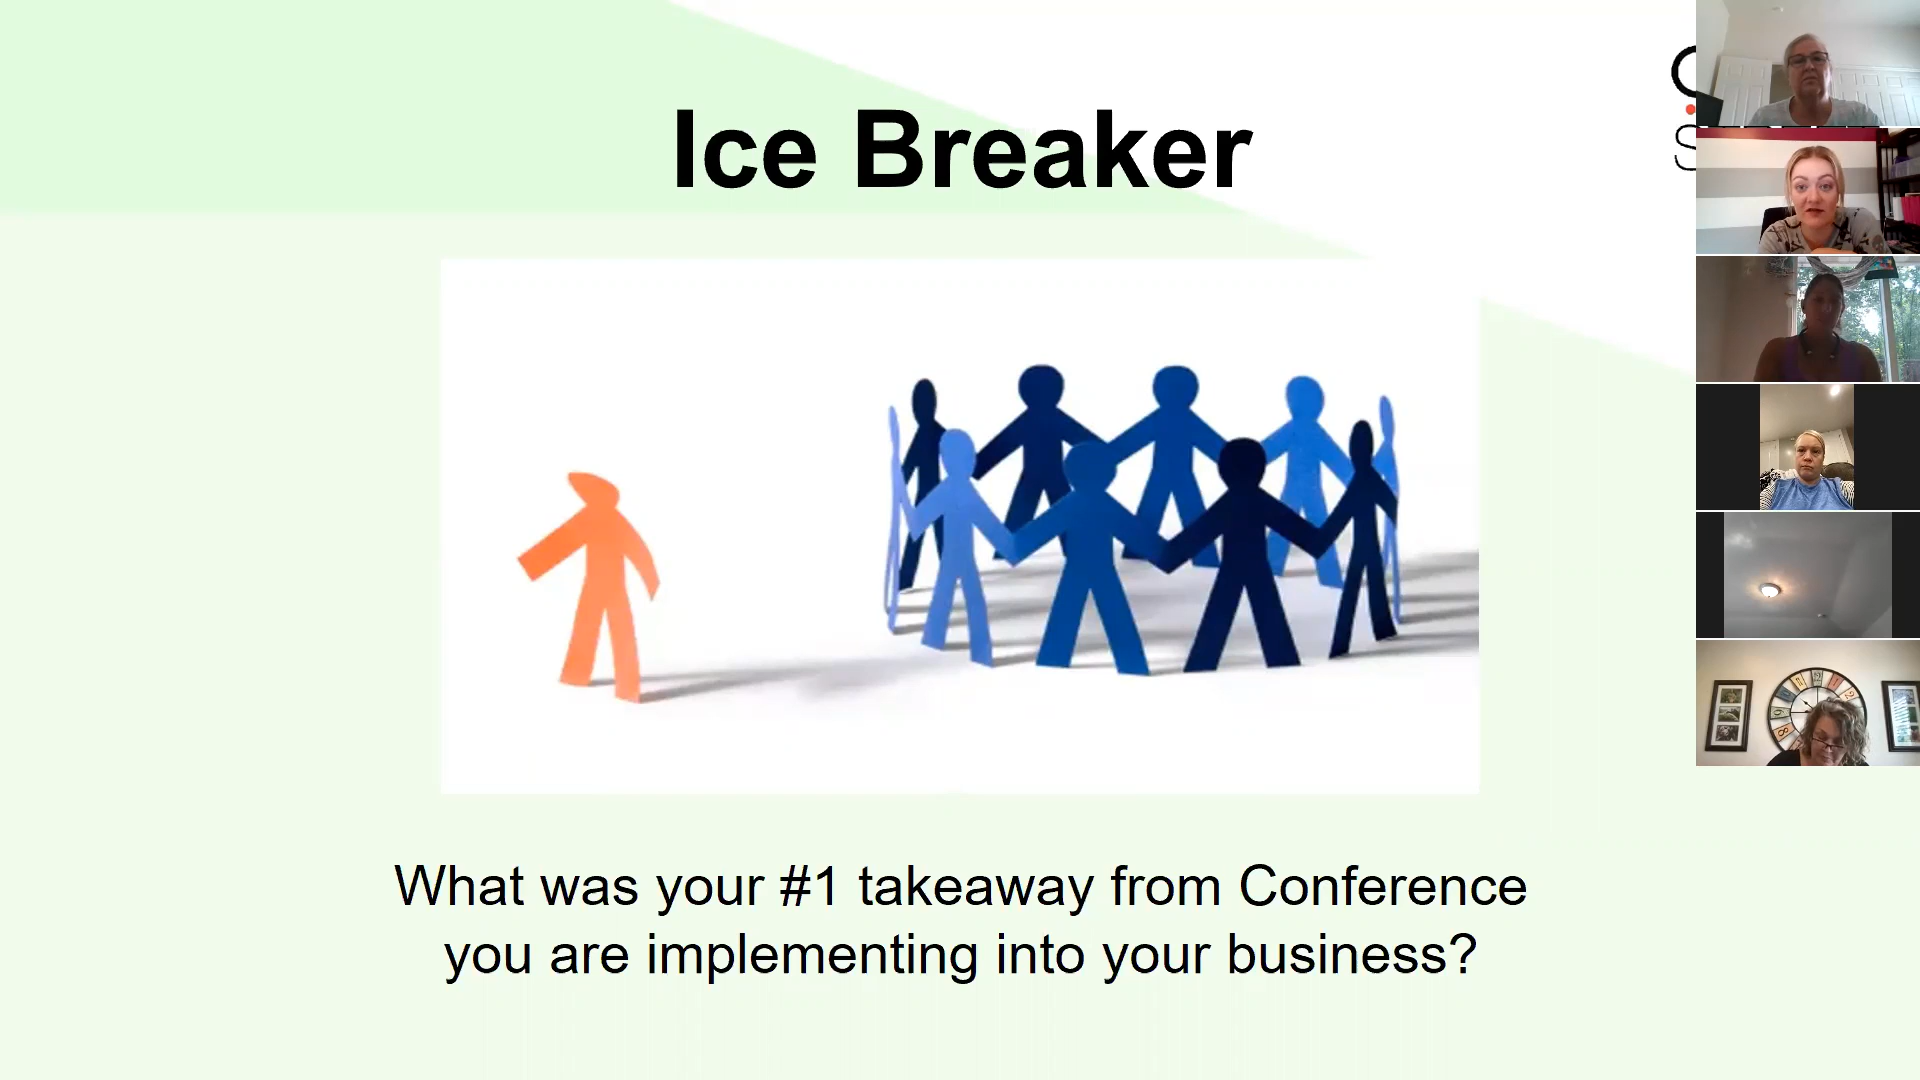 Ice Breaker
What was your #1 takeaway from Conference
you are implementing into your business?